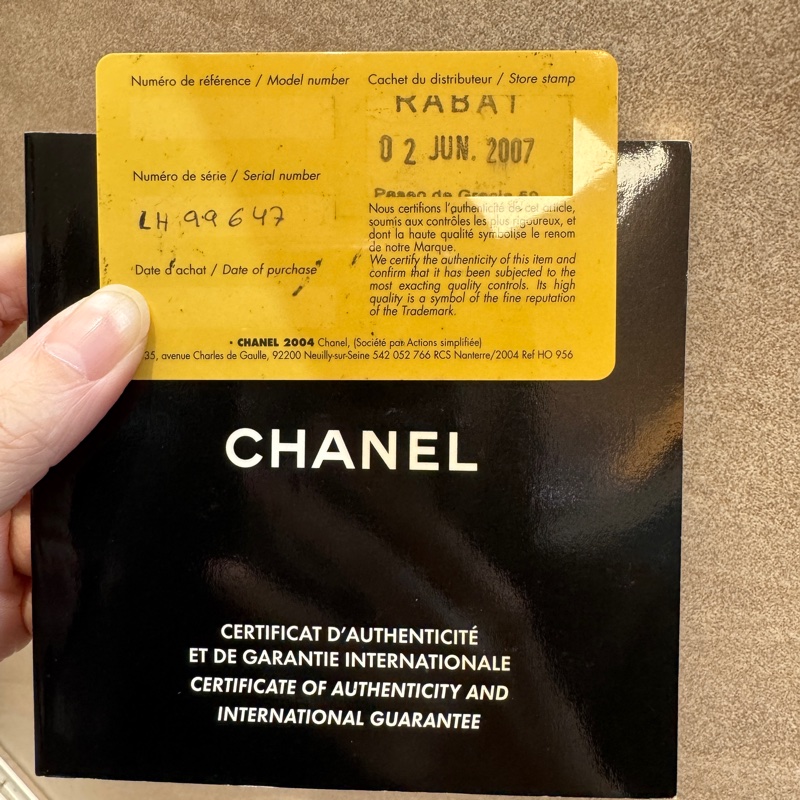 Numéro de référence / Model number
Cachet du distributeur / Store stamp
RABAT
02 JUN. 2007
Paseo de Gracia 99
Numéro de série / Serial number
LH 99647
Date d'achat / Date of purchase
Nous certifions l'authenticité de cet article,
soumis aux contrôles les plus rigoureux, et
dont la haute qualité symbolise le renom
de notre Marque.
We certify the authenticity of this item and
confirm that it has been subjected to the
most exacting quality controls. Its high
quality is a symbol of the fine reputation
of the Trademark.
• CHANEL 2004 Chanel, (Société par Actions simplifiée)
35, avenue Charles de Gaulle, 92200 Neuilly-sur-Seine 542 052 766 RCS Nanterre/2004 Ref HO 956
CHANEL
CERTIFICAT D'AUTHENTICITÉ
ET DE GARANTIE INTERNATIONALE
CERTIFICATE OF AUTHENTICITY AND
INTERNATIONAL GUARANTEE